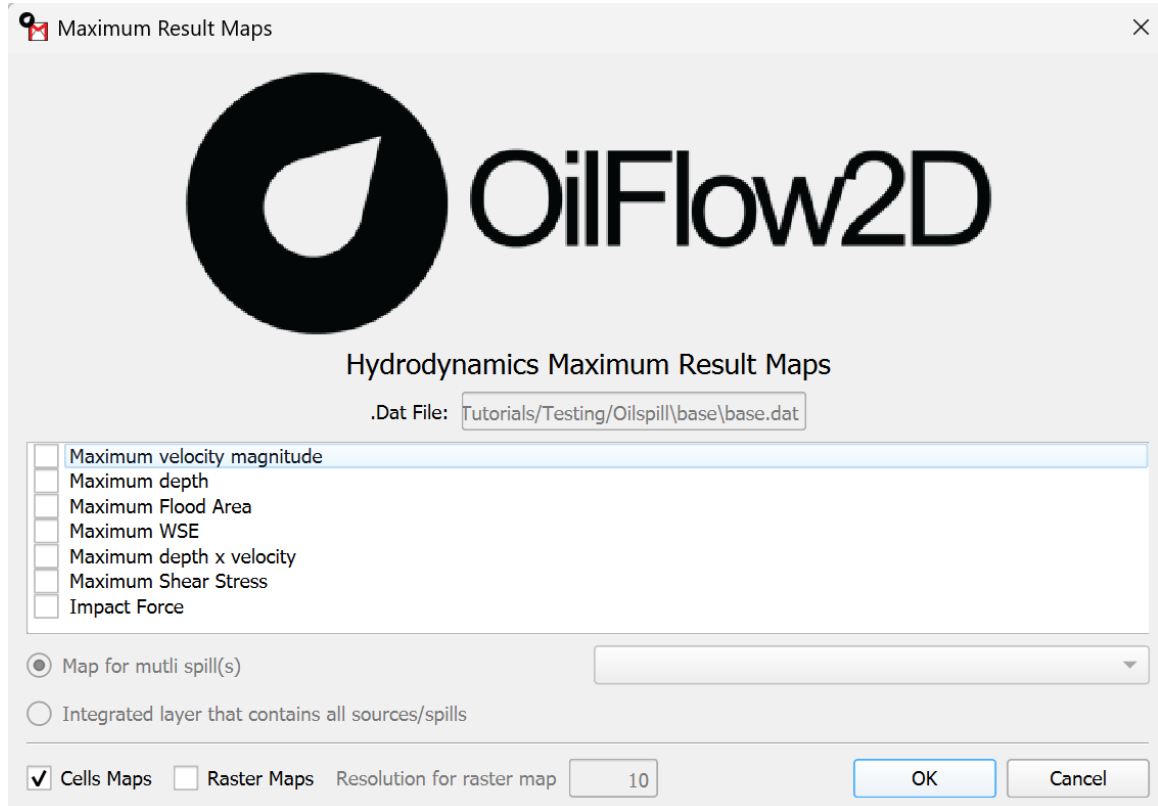 Maximum Result Maps
OilFlow2D
Hydrodynamics Maximum Result Maps
.Dat File: Tutorials/Testing/Oilspill\base\base.dat
Maximum velocity magnitude
Maximum depth
Maximum Flood Area
Maximum WSE
Maximum depth x velocity
Maximum Shear Stress
Impact Force
Map for mutli spill(s)
Integrated layer that contains all sources/spills
Cells Maps Raster Maps Resolution for raster map 10 OK Cancel